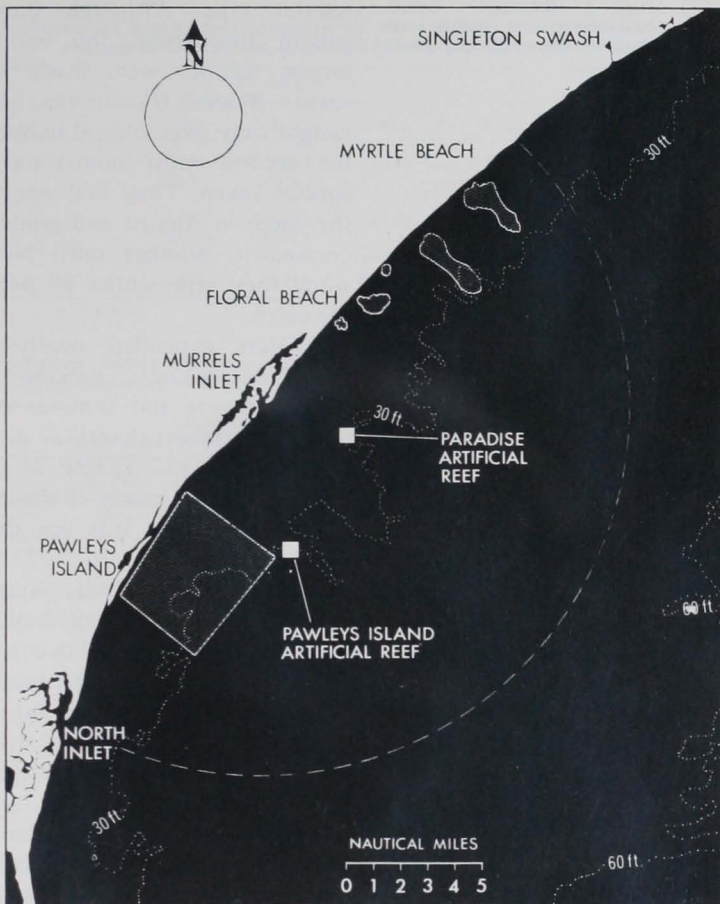 N
SINGLETON SWASH
MYRTLE BEACH
30 ft.
FLORAL BEACH
MURRELS
INLET
30 ft.
PARADISE
ARTIFICIAL
REEF
PAWLEYS
ISLAND
60 ft.
PAWLEYS ISLAND
ARTIFICIAL REEF
NORTH
INLET
30 ft.
NAUTICAL MILES
0 1 2 3 4 5
60 ft.